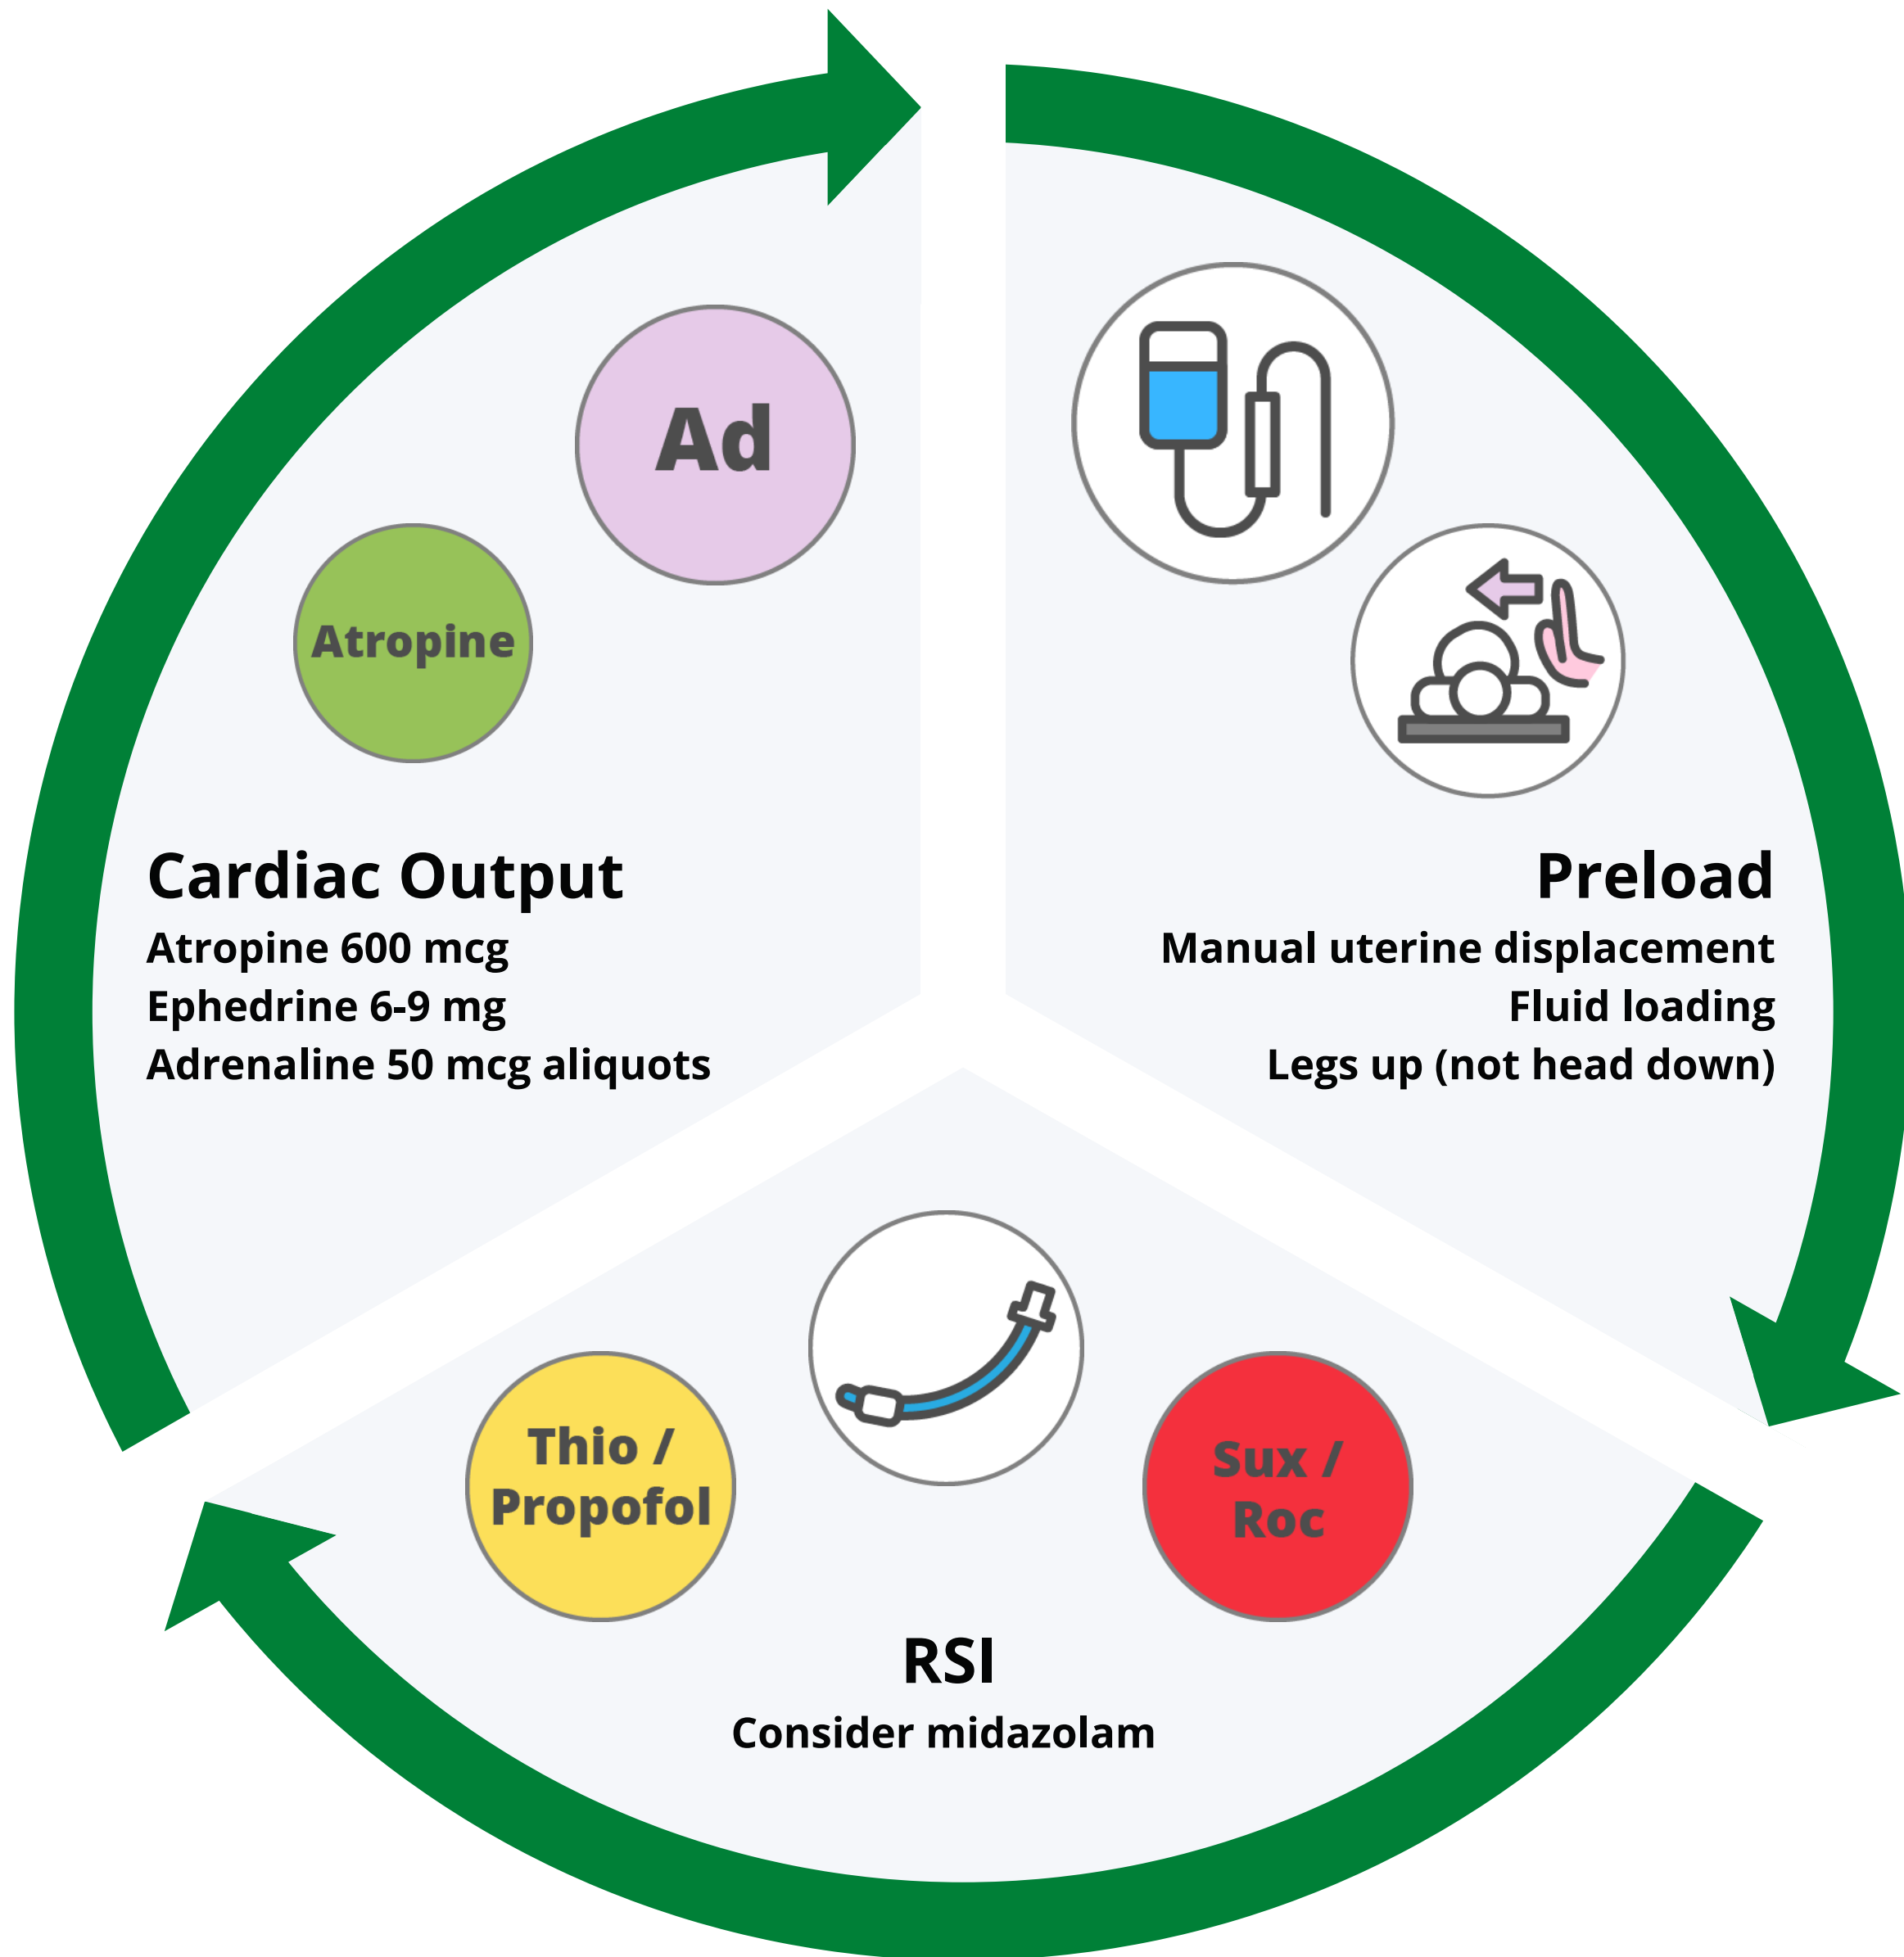 Ad
Atropine
Cardiac Output
Atropine 600 mcg
Ephedrine 6-9 mg
Adrenaline 50 mcg aliquots
Preload
Manual uterine displacement
Fluid loading
Legs up (not head down)
Thio /
Propofol
Sux /
Roc
RSI
Consider midazolam